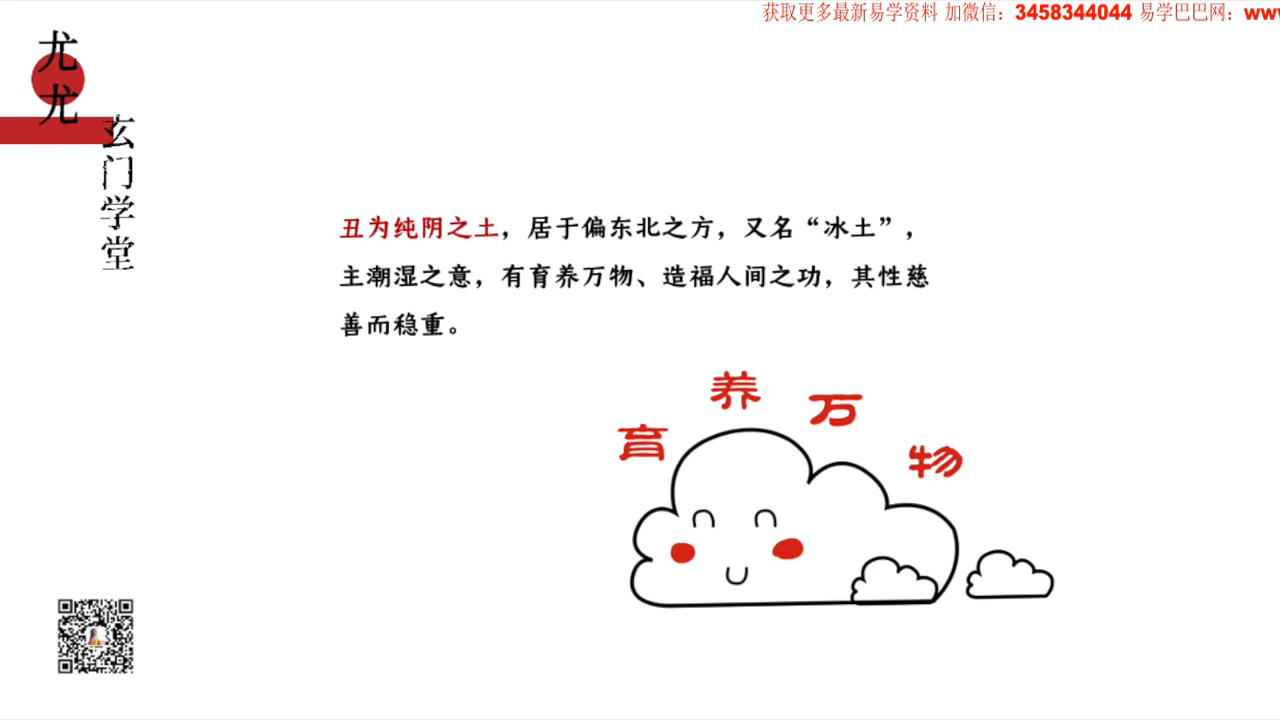 获取更多最新易学资料 加微信：3458344044 易学巴巴网：www
尤尤
玄门学堂
丑为纯阴之土，居于偏东北之方，又名“冰土”，
主潮湿之意，有育养万物、造福人间之功，其性慈
善而稳重。
育养万物